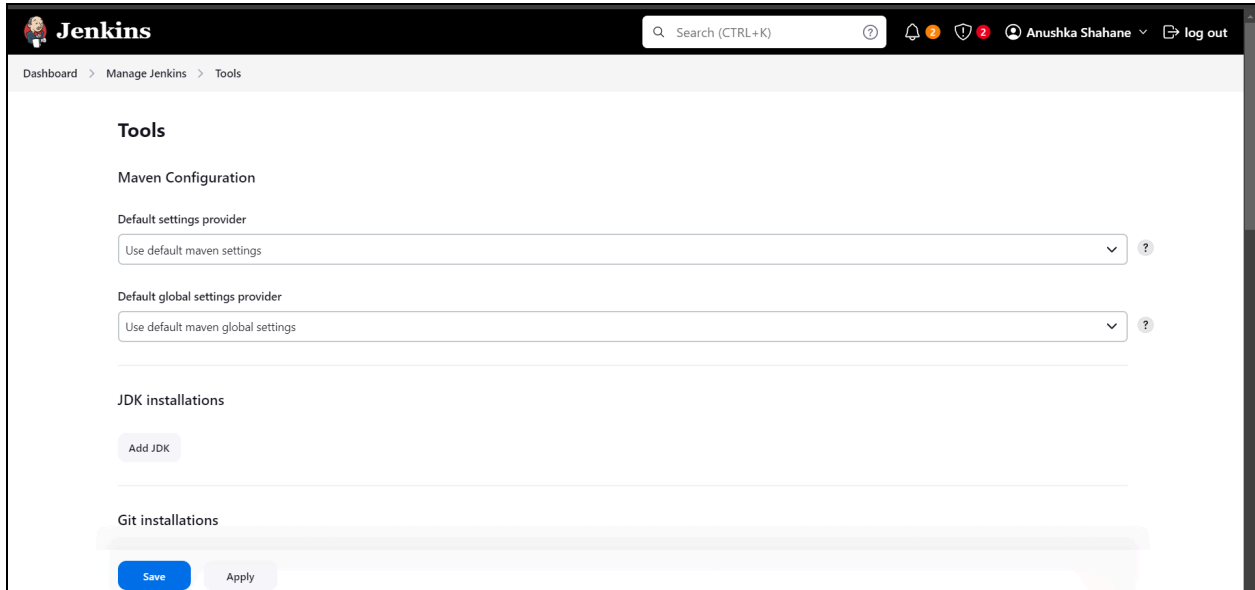 Jenkins
Search (CTRL+K) ?
2 2 Anushka Shahane log out
Dashboard > Manage Jenkins > Tools
Tools
Maven Configuration
Default settings provider
Use default maven settings ?
Default global settings provider
Use default maven global settings ?
JDK installations
Add JDK
Git installations
Save Apply